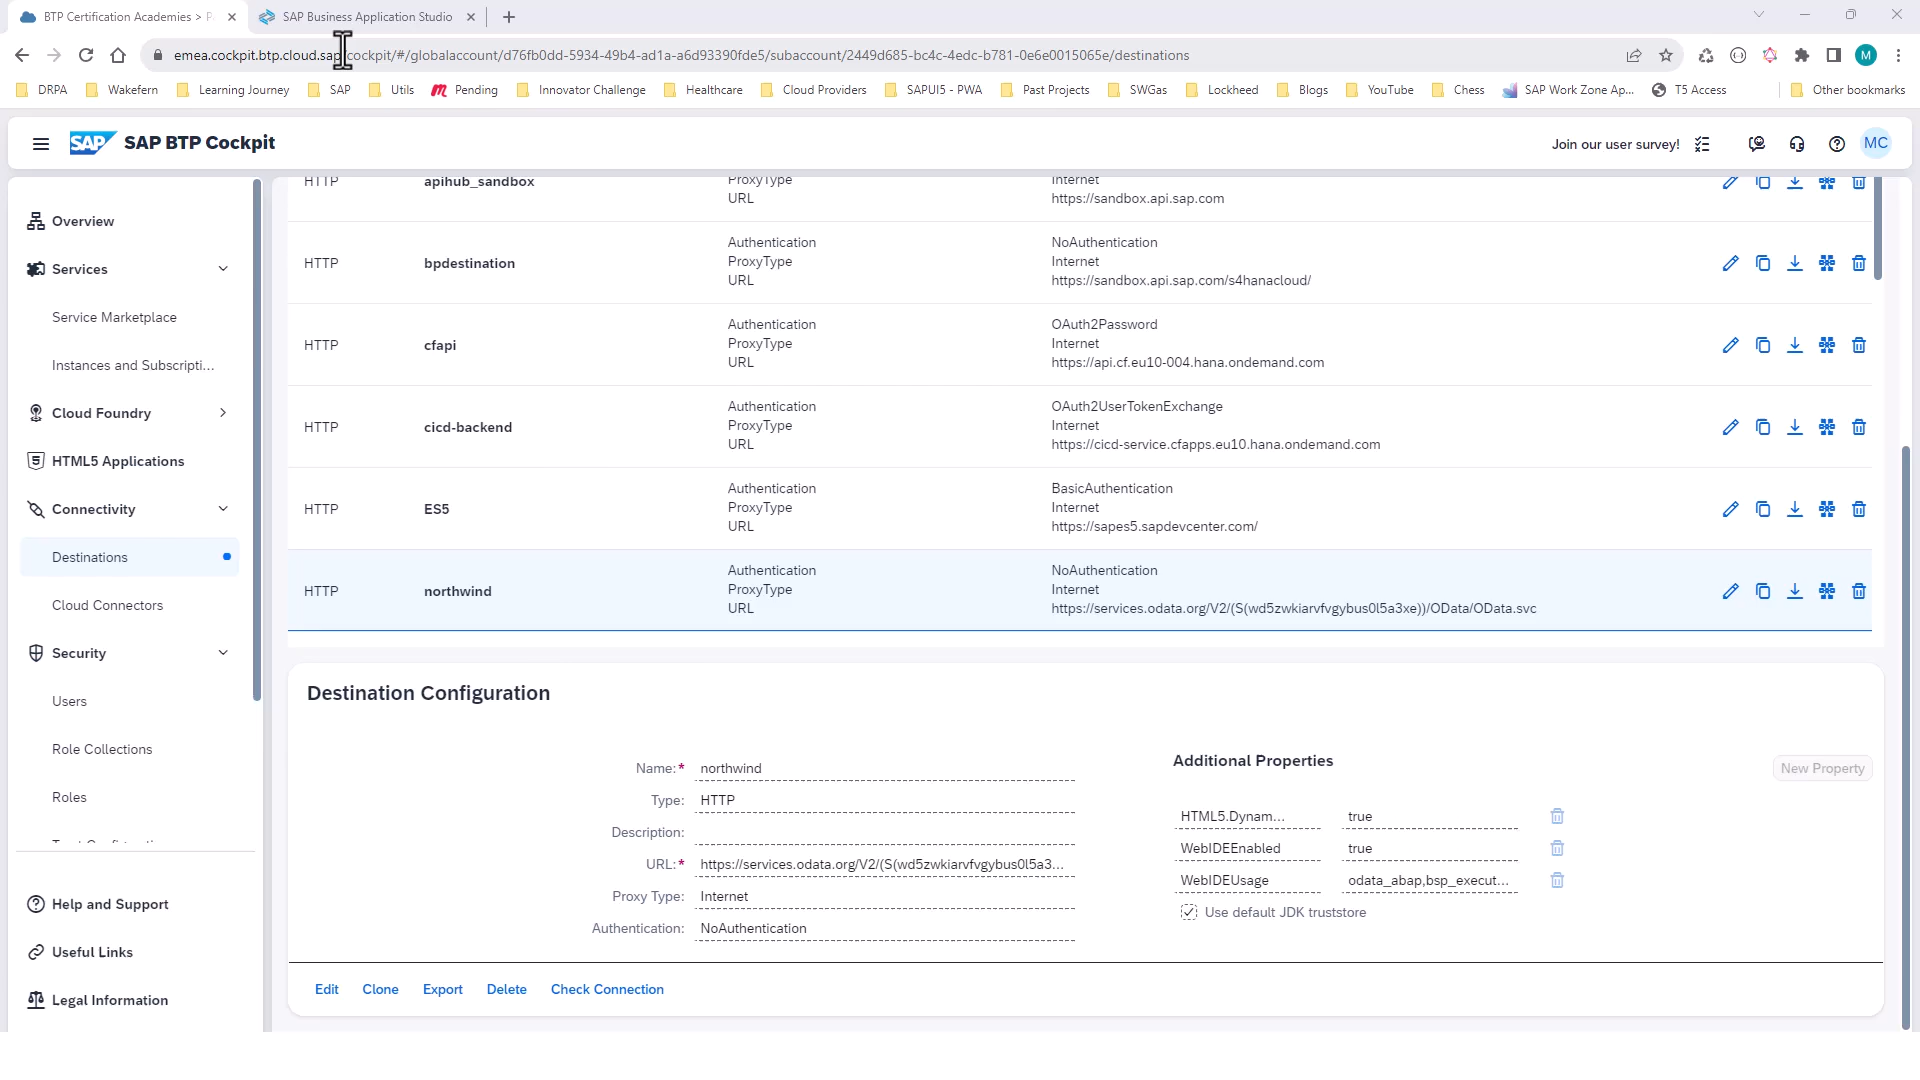 BTP Certification Academies > P
SAP Business Application Studio
emea.cockpit.btp.cloud.sap/cockpit/#/globalaccount/d76fb0dd-5934-49b4-ad1a-a6d93390fde5/subaccount/2449d685-bc4c-4edc-b781-0e6e0015065e/destinations
M
DRPA
Wakefern
Learning Journey
SAP
Utils
Pending
Innovator Challenge
Healthcare
Cloud Providers
SAPUI5 - PWA
Past Projects
SWGas
Lockheed
Blogs
YouTube
Chess
SAP Work Zone Ap...
T5 Access
Other bookmarks
SAP
SAP BTP Cockpit
Join our user survey!
MC
Overview
Services
Service Marketplace
Instances and Subscripti...
Cloud Foundry
HTML5 Applications
Connectivity
Destinations
Cloud Connectors
Security
Users
Role Collections
Roles
Help and Support
Useful Links
Legal Information
HTTP apihub_sandbox ProxyType Internet
URL https://sandbox.api.sap.com
Authentication NoAuthentication
HTTP bpdestination ProxyType Internet
URL https://sandbox.api.sap.com/s4hanacloud/
Authentication OAuth2Password
HTTP cfapi ProxyType Internet
URL https://api.cf.eu10-004.hana.ondemand.com
Authentication OAuth2UserTokenExchange
HTTP cicd-backend ProxyType Internet
URL https://cicd-service.cfapps.eu10.hana.ondemand.com
Authentication BasicAuthentication
HTTP ES5 ProxyType Internet
URL https://sapes5.sapdevcenter.com/
Authentication NoAuthentication
HTTP northwind ProxyType Internet
URL https://services.odata.org/V2/(S(wd5zwkiarvfvgybus0l5a3xe))/OData/OData.svc
Destination Configuration
Name:* northwind
Type: HTTP
Description:
URL:* https://services.odata.org/V2/(S(wd5zwkiarvfvgybus0l5a3...
Proxy Type: Internet
Authentication: NoAuthentication
Additional Properties
New Property
HTML5.Dynam... true
WebIDEEnabled true
WebIDEUsage odata_abap,bsp_execut...
Use default JDK truststore
Edit Clone Export Delete Check Connection